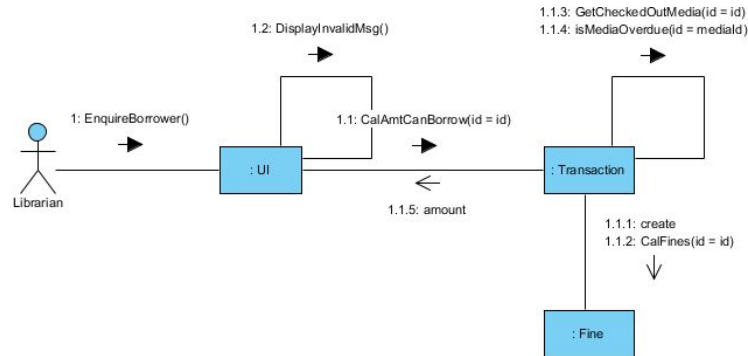 1.1.3: GetCheckedOutMedia(id = id)
1.2: DisplayInvalidMsg()
1.1.4: isMediaOverdue(id = mediaId)
1: EnquireBorrower()
1.1: CalAmtCanBorrow(id = id)
: UI
: Transaction
Librarian
1.1.5: amount
1.1.1: create
1.1.2: CalFines(id = id)
: Fine